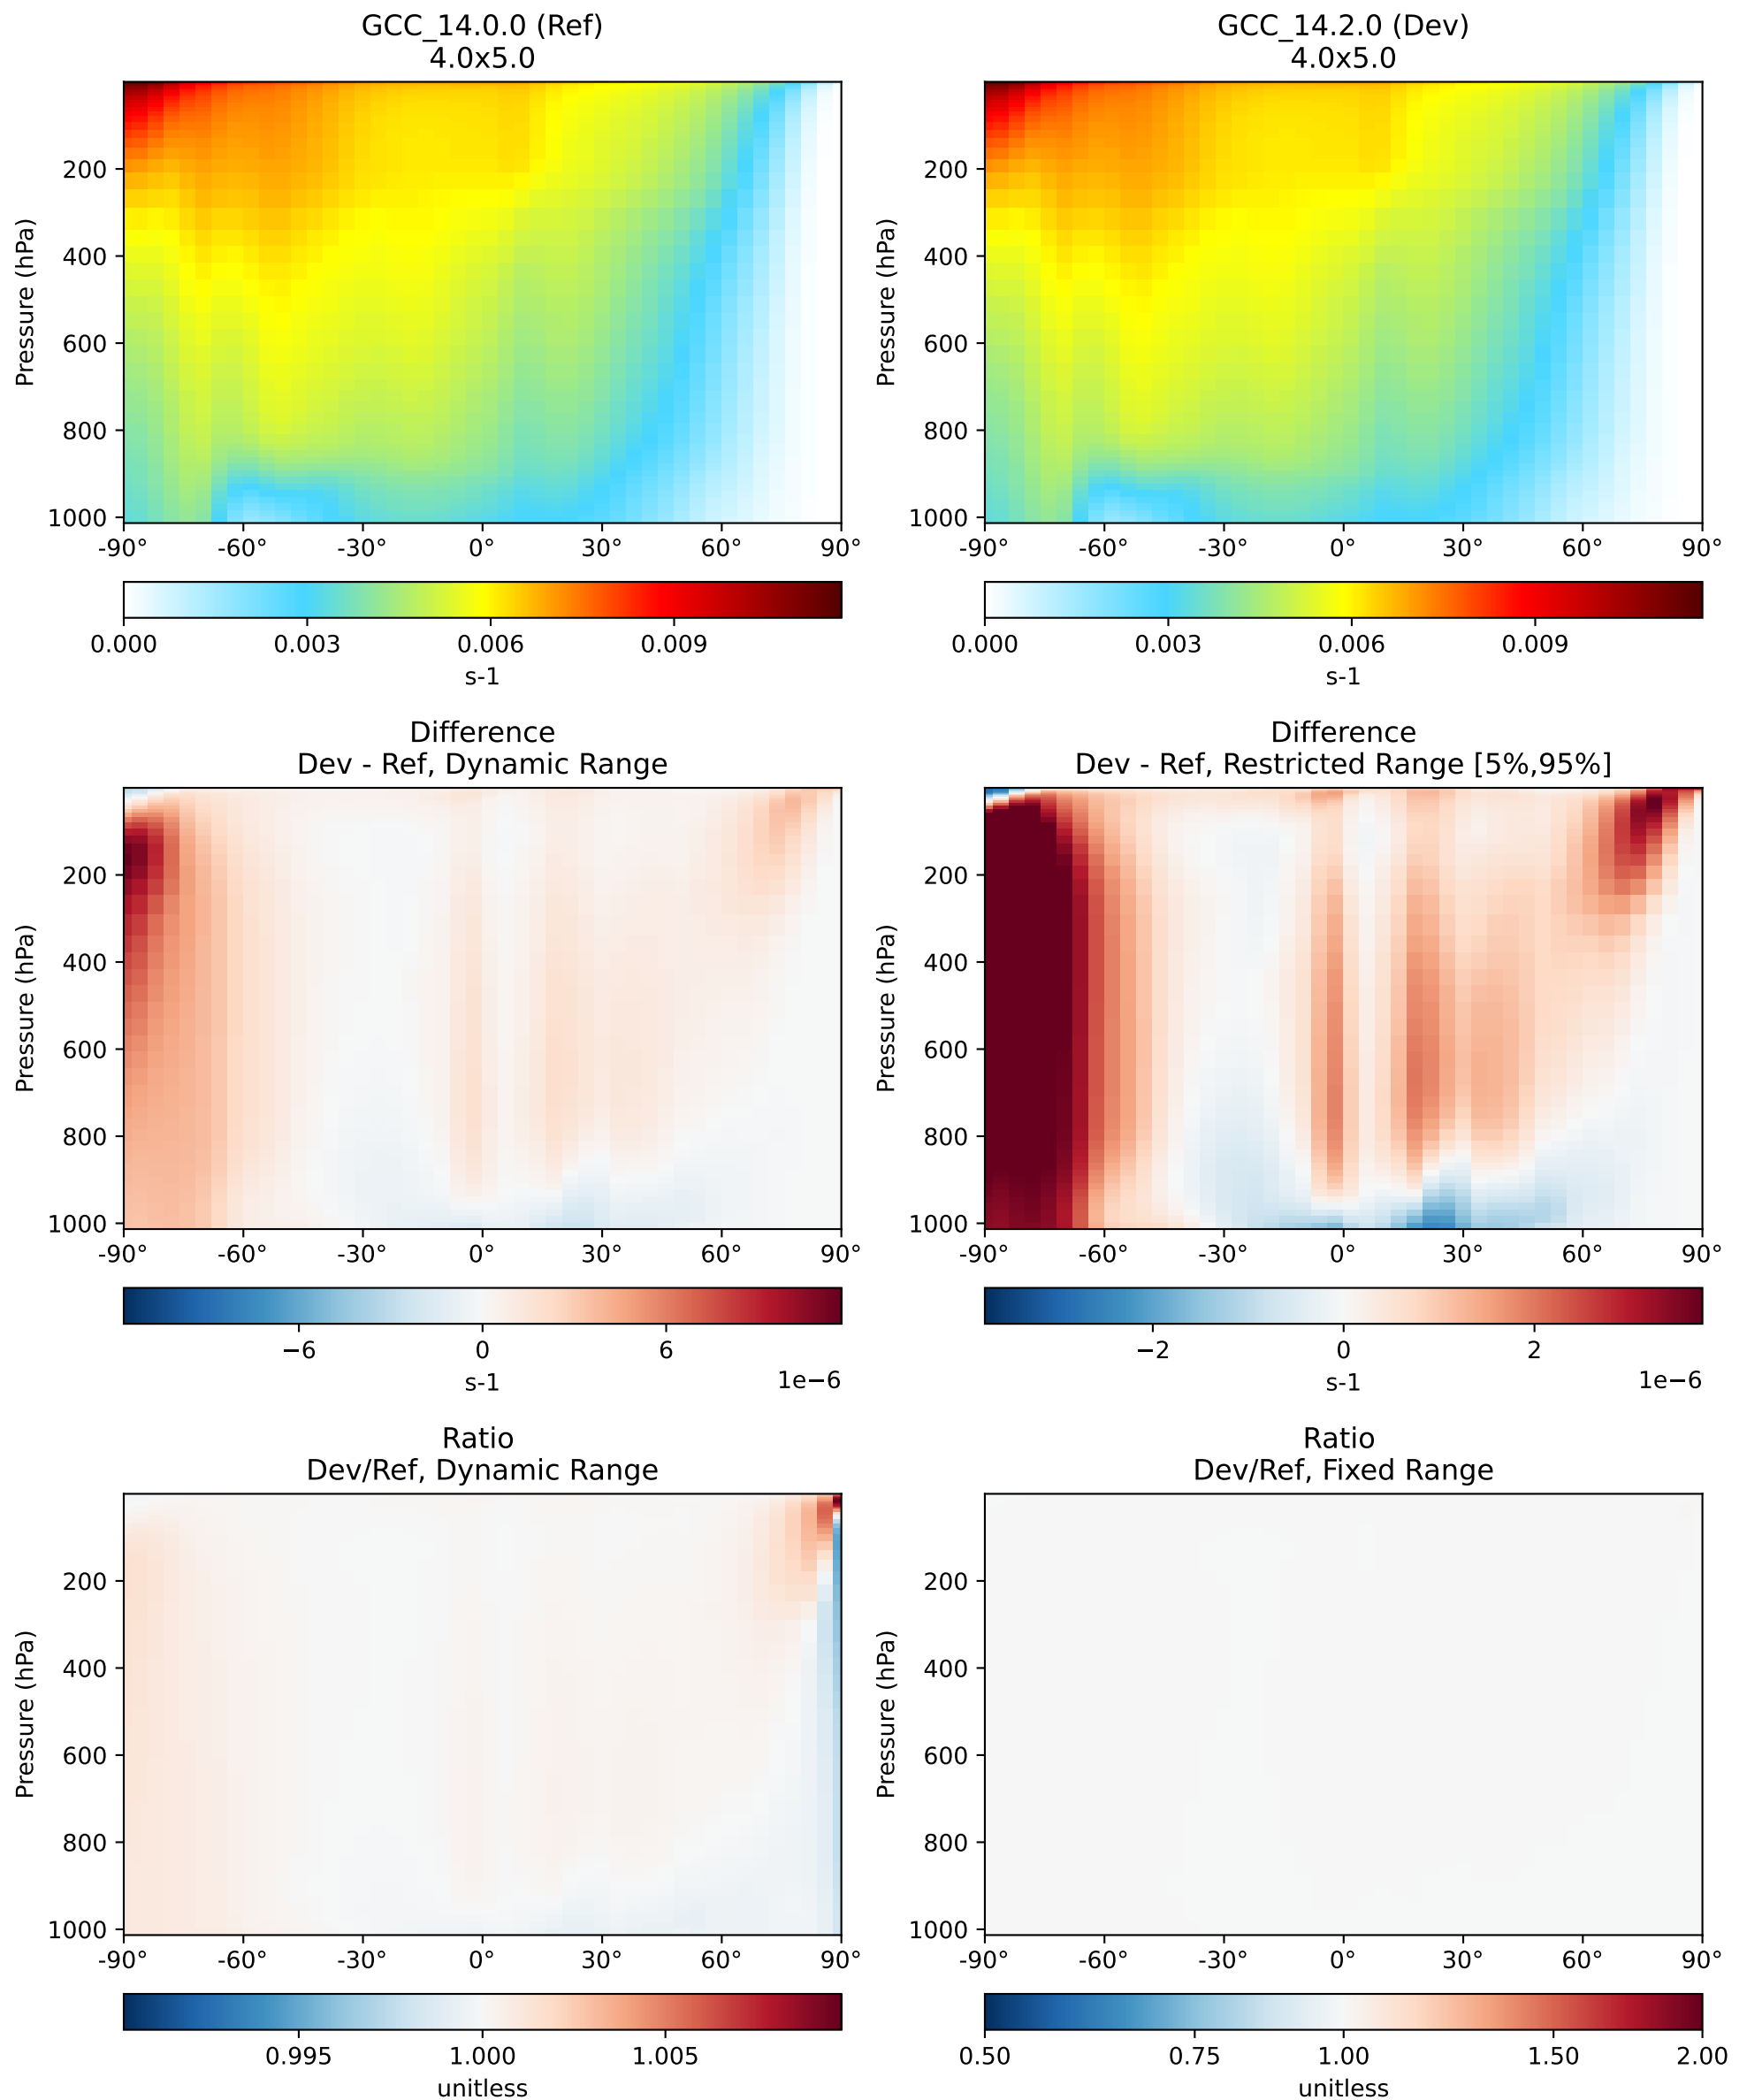 GCC_14.0.0 (Ref)
4.0x5.0
Pressure (hPa)
200
400
600
800
1000
-90° -60° -30° 0° 30° 60° 90°
0.000 0.003 0.006 0.009
s-1
GCC_14.2.0 (Dev)
4.0x5.0
Pressure (hPa)
200
400
600
800
1000
-90° -60° -30° 0° 30° 60° 90°
0.000 0.003 0.006 0.009
s-1
Difference
Dev - Ref, Dynamic Range
Pressure (hPa)
200
400
600
800
1000
-90° -60° -30° 0° 30° 60° 90°
−6 0 6
s-1 1e−6
Difference
Dev - Ref, Restricted Range [5%,95%]
Pressure (hPa)
200
400
600
800
1000
-90° -60° -30° 0° 30° 60° 90°
−2 0 2
s-1 1e−6
Ratio
Dev/Ref, Dynamic Range
Pressure (hPa)
200
400
600
800
1000
-90° -60° -30° 0° 30° 60° 90°
0.995 1.000 1.005
unitless
Ratio
Dev/Ref, Fixed Range
Pressure (hPa)
200
400
600
800
1000
-90° -60° -30° 0° 30° 60° 90°
0.50 0.75 1.00 1.50 2.00
unitless